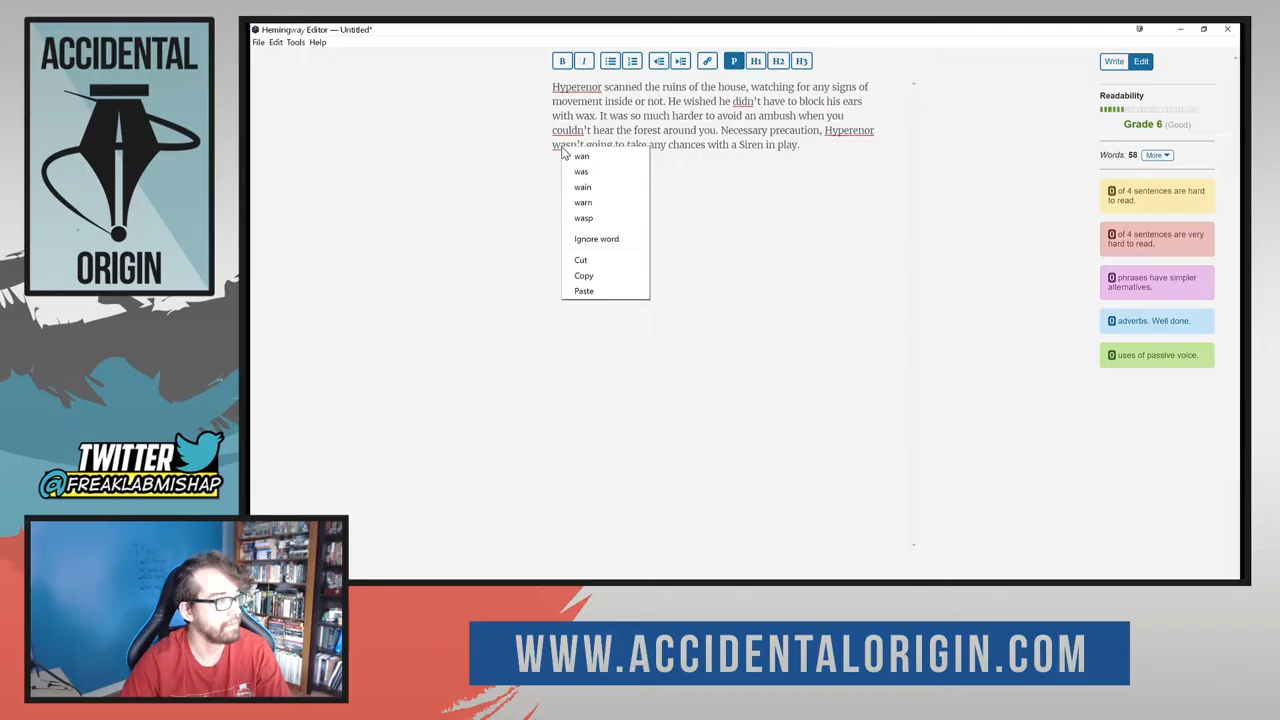 ACCIDENTAL
ORIGIN
TWITTER
@FREAKLABMISHAP
Hemingway Editor — Untitled*
File Edit Tools Help
B I P H1 H2 H3
Hyperenor scanned the ruins of the house, watching for any signs of
movement inside or not. He wished he didn't have to block his ears
with wax. It was so much harder to avoid an ambush when you
couldn't hear the forest around you. Necessary precaution, Hyperenor
wasn't going to take any chances with a Siren in play.
wan
was
wain
warn
wasp
Ignore word
Cut
Copy
Paste
Write Edit
Readability
Grade 6 (Good)
Words: 58 More
0 of 4 sentences are hard
to read.
0 of 4 sentences are very
hard to read.
0 phrases have simpler
alternatives.
0 adverbs. Well done.
0 uses of passive voice.
WWW.ACCIDENTALORIGIN.COM